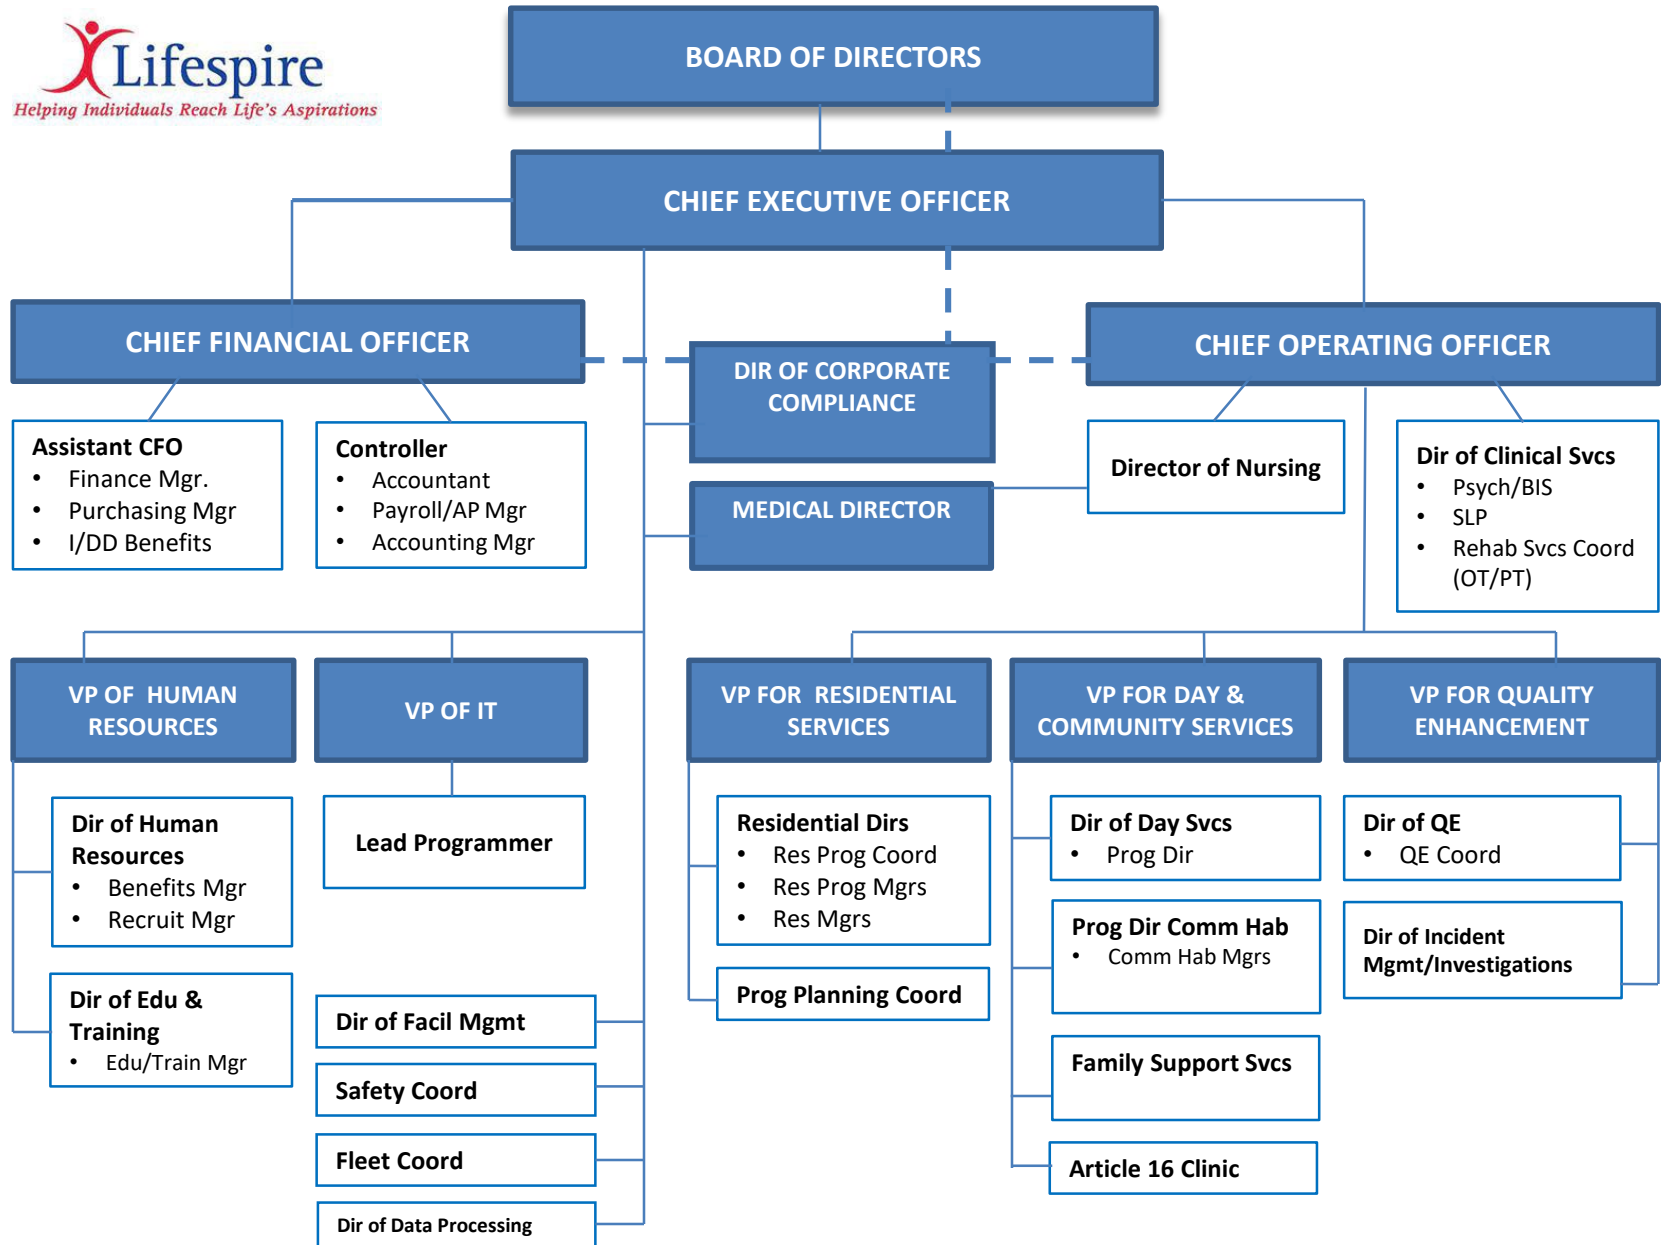 Lifespire
Helping Individuals Reach Life's Aspirations
BOARD OF DIRECTORS
CHIEF EXECUTIVE OFFICER
CHIEF FINANCIAL OFFICER
CHIEF OPERATING OFFICER
DIR OF CORPORATE
COMPLIANCE
MEDICAL DIRECTOR
Assistant CFO
• Finance Mgr.
• Purchasing Mgr
• I/DD Benefits
Controller
• Accountant
• Payroll/AP Mgr
• Accounting Mgr
Director of Nursing
Dir of Clinical Svcs
• Psych/BIS
• SLP
• Rehab Svcs Coord
(OT/PT)
VP OF HUMAN
RESOURCES
VP OF IT
VP FOR RESIDENTIAL
SERVICES
VP FOR DAY &
COMMUNITY SERVICES
VP FOR QUALITY
ENHANCEMENT
Dir of Human
Resources
• Benefits Mgr
• Recruit Mgr
Dir of Edu &
Training
• Edu/Train Mgr
Lead Programmer
Dir of Facil Mgmt
Safety Coord
Fleet Coord
Dir of Data Processing
Residential Dirs
• Res Prog Coord
• Res Prog Mgrs
• Res Mgrs
Prog Planning Coord
Dir of Day Svcs
• Prog Dir
Prog Dir Comm Hab
• Comm Hab Mgrs
Family Support Svcs
Article 16 Clinic
Dir of QE
• QE Coord
Dir of Incident
Mgmt/Investigations